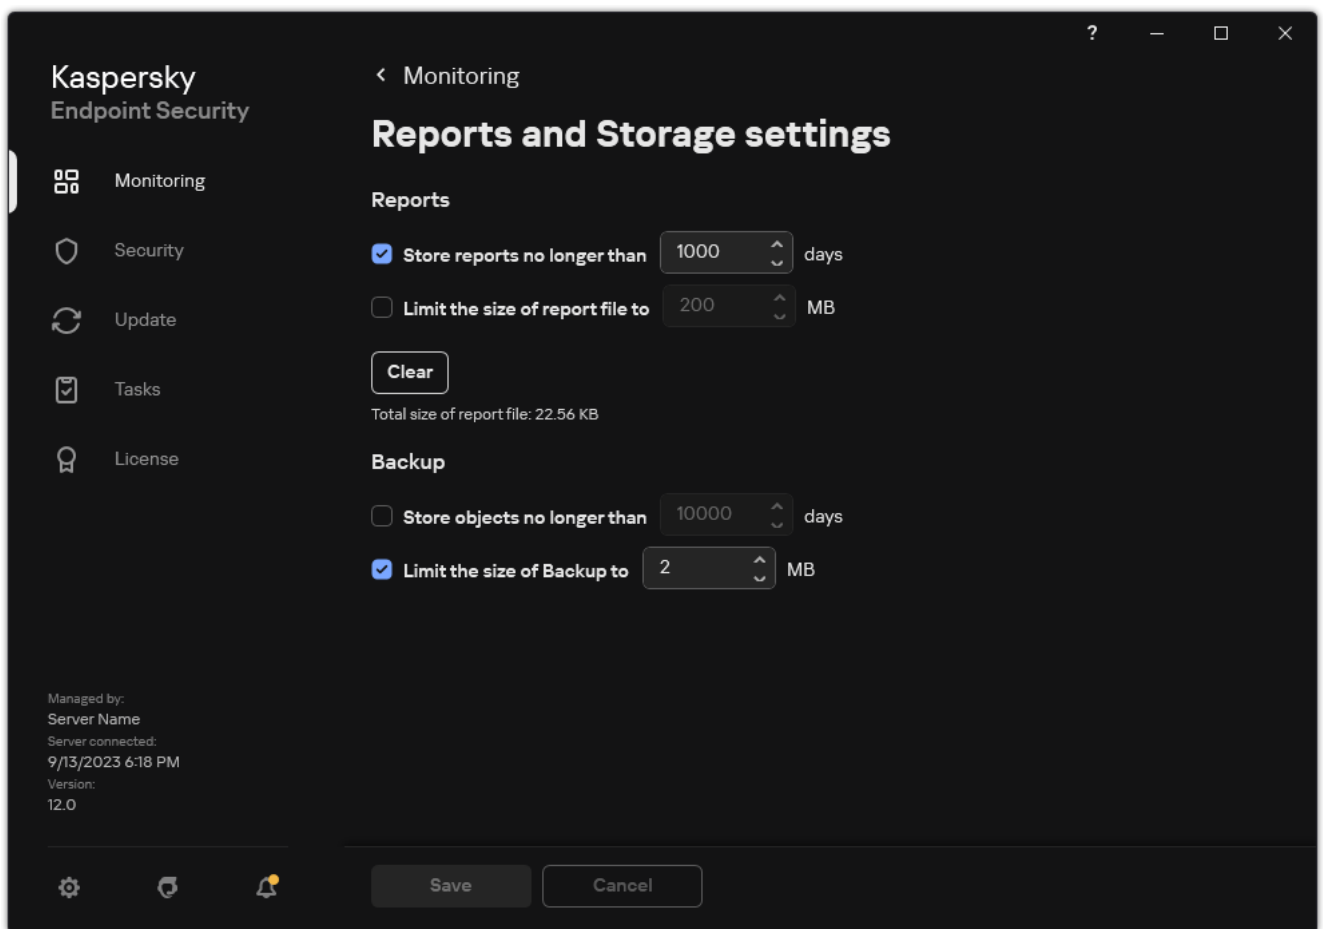 ?
Kaspersky
Endpoint Security
Monitoring
Security
Update
Tasks
License
Managed by:
Server Name
Server connected:
9/13/2023 6:18 PM
Version:
12.0
Monitoring
Reports and Storage settings
Reports
Store reports no longer than 1000 days
Limit the size of report file to 200 MB
Clear
Total size of report file: 22.56 KB
Backup
Store objects no longer than 10000 days
Limit the size of Backup to 2 MB
Save Cancel